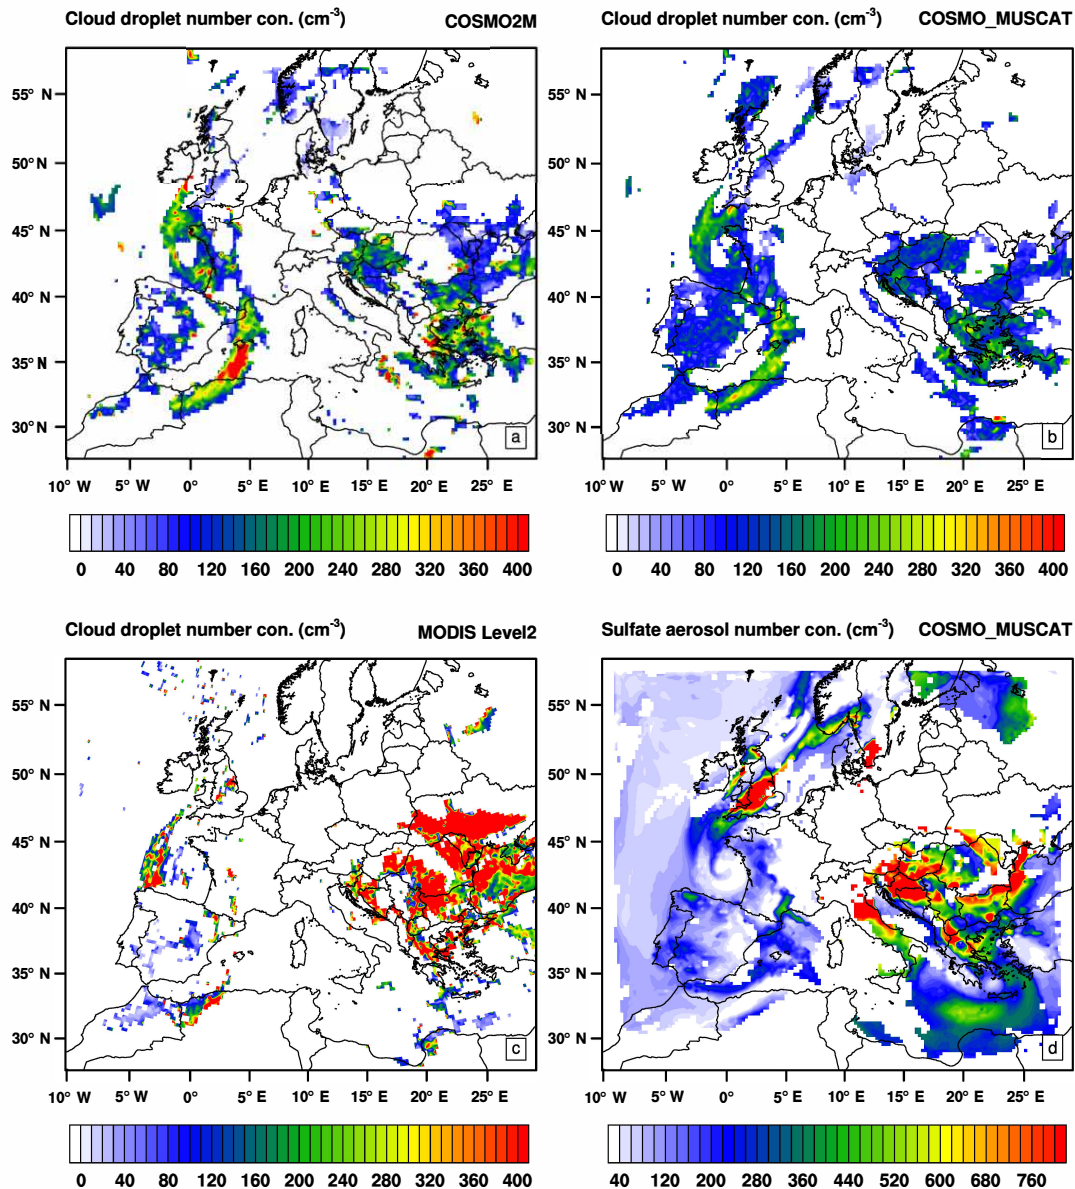 Cloud droplet number con. (cm-3) COSMO2M
55° N
50° N
45° N
40° N
35° N
30° N
a
10° W 5° W 0° 5° E 10° E 15° E 20° E 25° E
0 40 80 120 160 200 240 280 320 360 400
Cloud droplet number con. (cm-3) COSMO_MUSCAT
55° N
50° N
45° N
40° N
35° N
30° N
b
10° W 5° W 0° 5° E 10° E 15° E 20° E 25° E
0 40 80 120 160 200 240 280 320 360 400
Cloud droplet number con. (cm-3) MODIS Level2
55° N
50° N
45° N
40° N
35° N
30° N
c
10° W 5° W 0° 5° E 10° E 15° E 20° E 25° E
0 40 80 120 160 200 240 280 320 360 400
Sulfate aerosol number con. (cm-3) COSMO_MUSCAT
55° N
50° N
45° N
40° N
35° N
30° N
d
10° W 5° W 0° 5° E 10° E 15° E 20° E 25° E
40 120 200 280 360 440 520 600 680 760